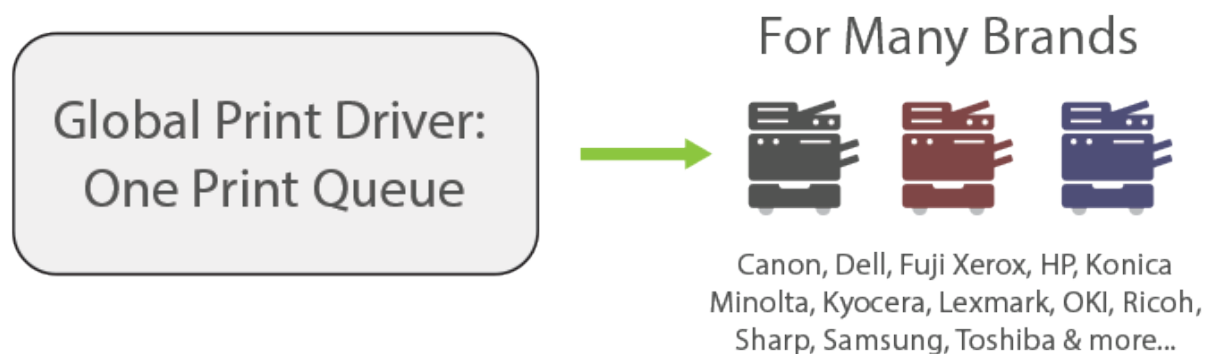 Global Print Driver:
One Print Queue
For Many Brands
Canon, Dell, Fuji Xerox, HP, Konica
Minolta, Kyocera, Lexmark, OKI, Ricoh,
Sharp, Samsung, Toshiba & more...